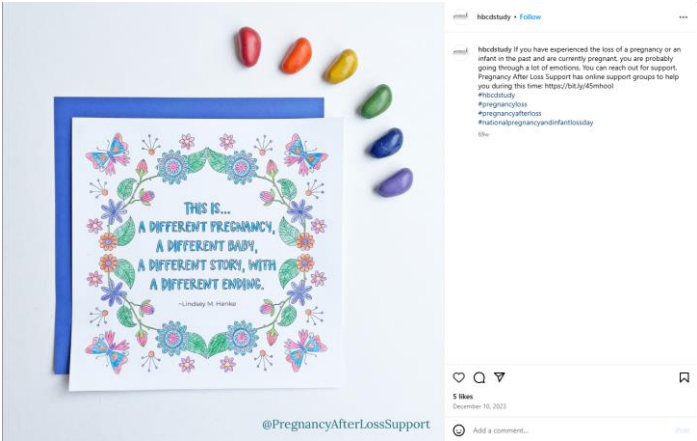 THIS IS...
A DIFFERENT PREGNANCY,
A DIFFERENT BABY,
A DIFFERENT STORY, WITH
A DIFFERENT ENDING.
~Lindsey M. Henke
@PregnancyAfterLossSupport
hbcdstudy • Follow
hbcdstudy If you have experienced the loss of a pregnancy or an
infant in the past and are currently pregnant, you are probably
going through a lot of emotions. You can reach out for support.
Pregnancy After Loss Support has online support groups to help
you during this time: https://bit.ly/45mhooI
#hbcdstudy
#pregnancyloss
#pregnancyafterloss
#nationalpregnancyandinfantlossday
69w
5 likes
December 10, 2023
Add a comment...
Post